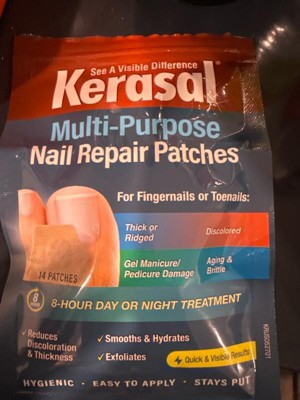 See A Visible Difference
Kerasal®
Multi-Purpose
Nail Repair Patches
For Fingernails or Toenails:
Thick or
Ridged
Discolored
Gel Manicure/
Pedicure Damage
Aging &
Brittle
14 PATCHES
8
8-HOUR DAY OR NIGHT TREATMENT
✓Reduces
Discoloration
& Thickness
✓ Smooths & Hydrates
✓ Exfoliates
Quick & Visible Results
HYGIENIC • EASY TO APPLY • STAYS PUT